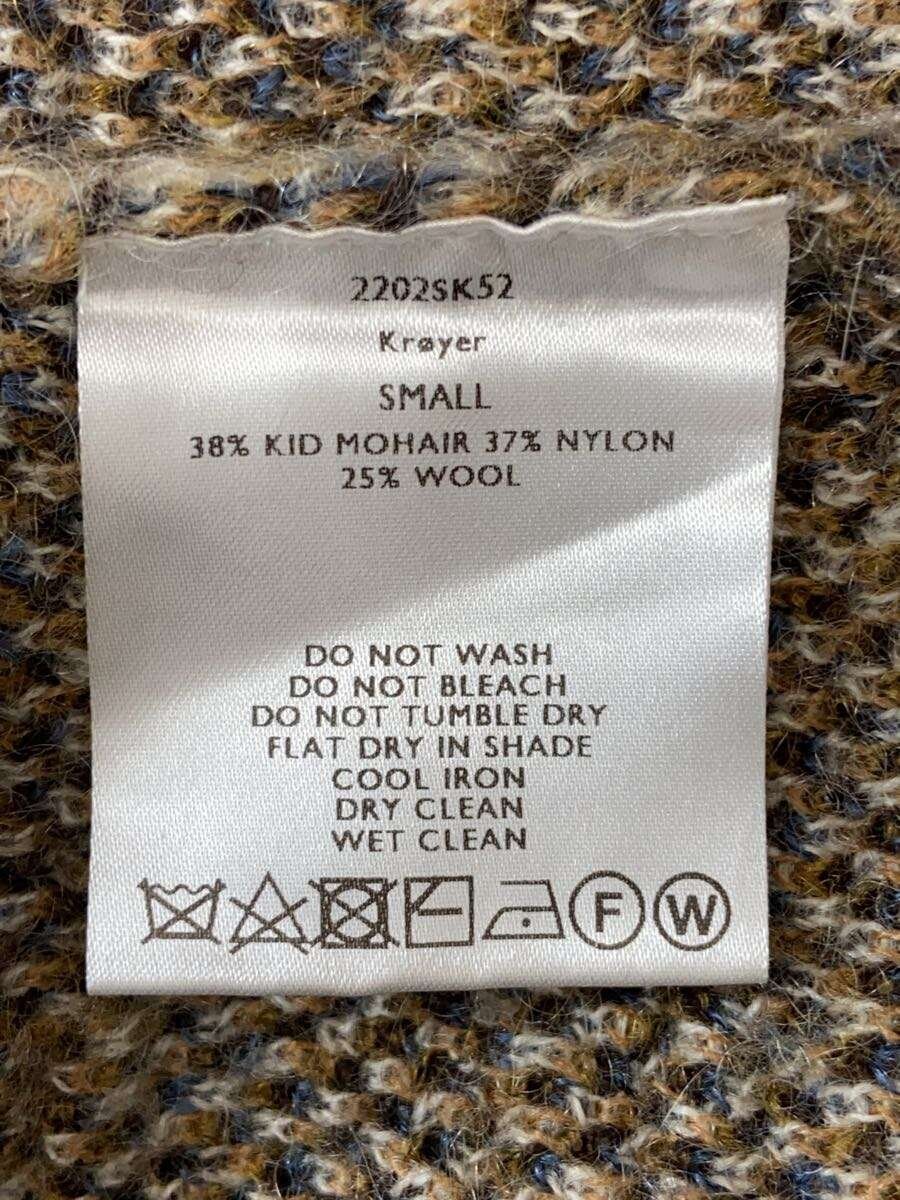 2202SK52
Krøyer
SMALL
38% KID MOHAIR 37% NYLON
25% WOOL
DO NOT WASH
DO NOT BLEACH
DO NOT TUMBLE DRY
FLAT DRY IN SHADE
COOL IRON
DRY CLEAN
WET CLEAN
F W